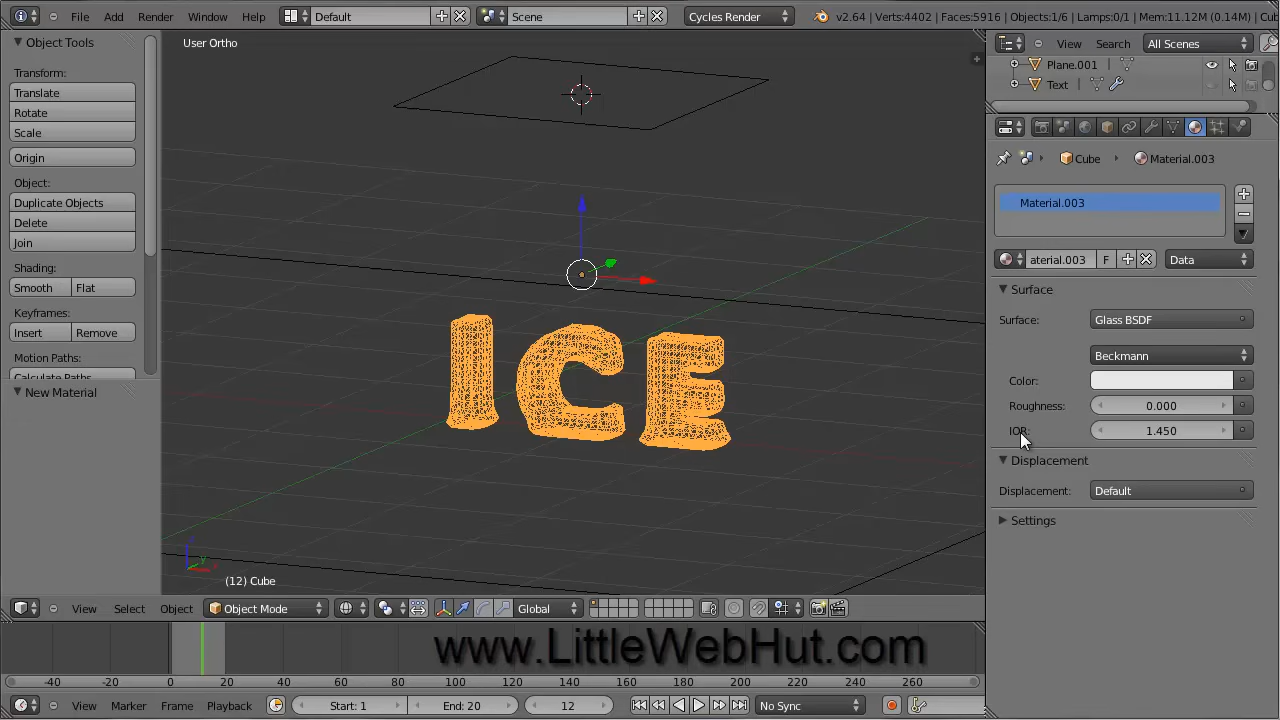 File Add Render Window Help Default Scene Cycles Render v2.64 | Verts:4402 | Faces:5916 | Objects:1/6 | Lamps:0/1 | Mem:11.12M (0.14M) | Cub
Object Tools
Transform:
Translate
Rotate
Scale
Origin
Object:
Duplicate Objects
Delete
Join
Shading:
Smooth Flat
Keyframes:
Insert Remove
Motion Paths:
Calculate Paths
New Material
User Ortho
ICE
(12) Cube
View Select Object Object Mode Global
View Search All Scenes
Plane.001
Text
Cube Material.003
Material.003
aterial.003 F Data
Surface
Surface: Glass BSDF
Beckmann
Color:
Roughness: 0.000
IOR: 1.450
Displacement
Displacement: Default
Settings
www.LittleWebHut.com
-40 -20 0 20 40 60 80 100 120 140 160 180 200 220 240 260
View Marker Frame Playback Start: 1 End: 20 12 No Sync